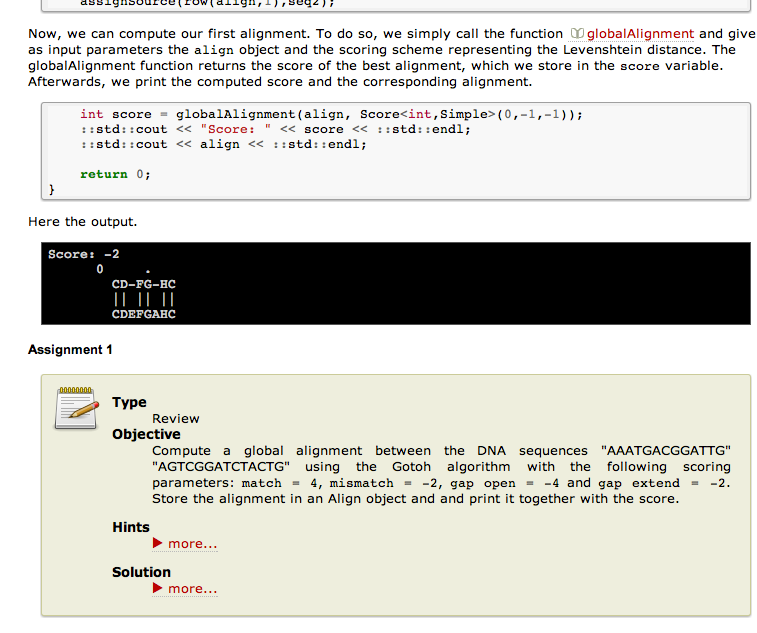 assignSource(row(align,1),seq2);
Now, we can compute our first alignment. To do so, we simply call the function globalAlignment and give
as input parameters the align object and the scoring scheme representing the Levenshtein distance. The
globalAlignment function returns the score of the best alignment, which we store in the score variable.
Afterwards, we print the computed score and the corresponding alignment.
int score = globalAlignment(align, Score<int,Simple>(0,-1,-1));
::std::cout << "Score: " << score << ::std::endl;
::std::cout << align << ::std::endl;
return 0;
}
Here the output.
Score: -2
0 .
CD-FG-HC
|| || ||
CDEFGAHC
Assignment 1
Type
Review
Objective
Compute a global alignment between the DNA sequences "AAATGACGGATTG"
"AGTCGGATCTACTG" using the Gotoh algorithm with the following scoring
parameters: match = 4, mismatch = -2, gap open = -4 and gap extend = -2.
Store the alignment in an Align object and and print it together with the score.
Hints
more...
Solution
more...